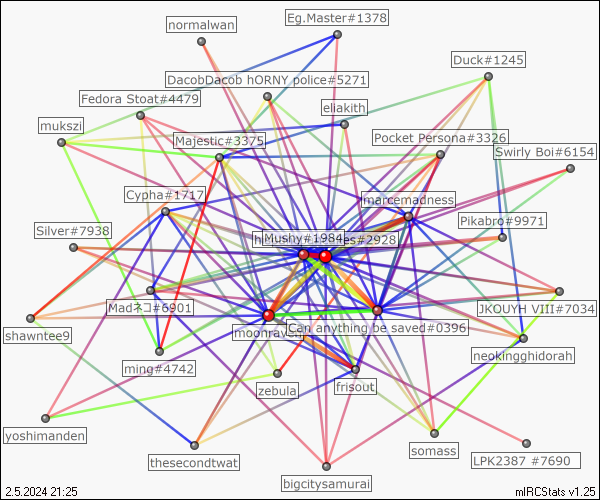 Eg.Master#1378
normalwan
Duck#1245
DacobDacob hORNY police#5271
Fedora Stoat#4479
eliakith
mukszi
Majestic#3375
Pocket Persona#3326
Swirly Boi#6154
Cypha#1717
marcemadness
Pikabro#9971
Silver#7938
Mushy#1984
es#2928
Madネコ#6901
JKOUYH VIII#7034
shawntee9
moonrav
Can anything be saved#0396
neokingghidorah
ming#4742
zebula
frisout
yoshimanden
somass
thesecondtwat
LPK2387 #7690
bigcitysamurai
2.5.2024 21:25
mIRCStats v1.25